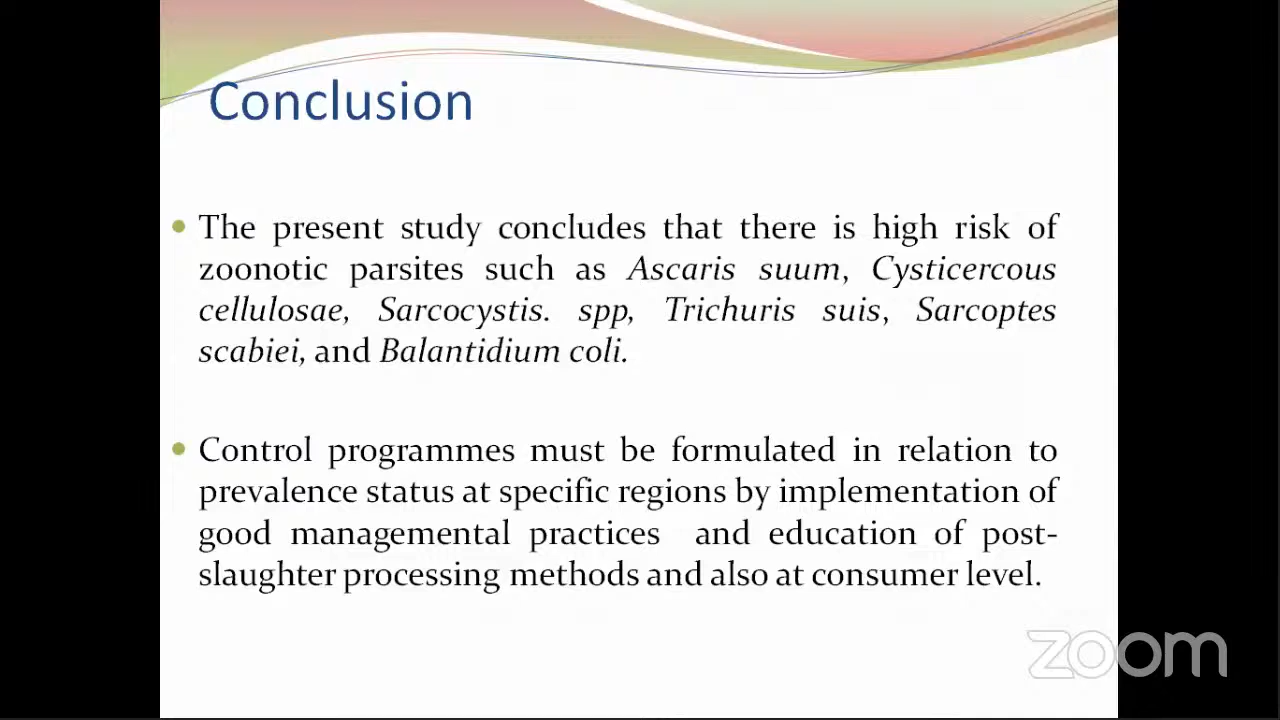 Conclusion
The present study concludes that there is high risk of
zoonotic parsites such as Ascaris suum, Cysticercous
cellulosae, Sarcocystis. spp, Trichuris suis, Sarcoptes
scabiei, and Balantidium coli.
Control programmes must be formulated in relation to
prevalence status at specific regions by implementation of
good managemental practices and education of post-
slaughter processing methods and also at consumer level.
zoom